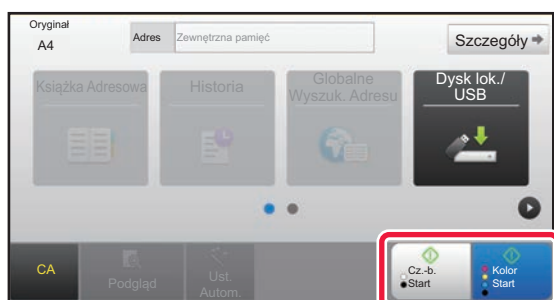 Oryginał
A4
Adres
Zewnętrzna pamięć
Szczegóły
Książka Adresowa
Historia
Globalne
Wyszuk. Adresu
Dysk lok./
USB
CA
Podgląd
Ust.
Autom.
Cz.-b.
Start
Kolor
Start